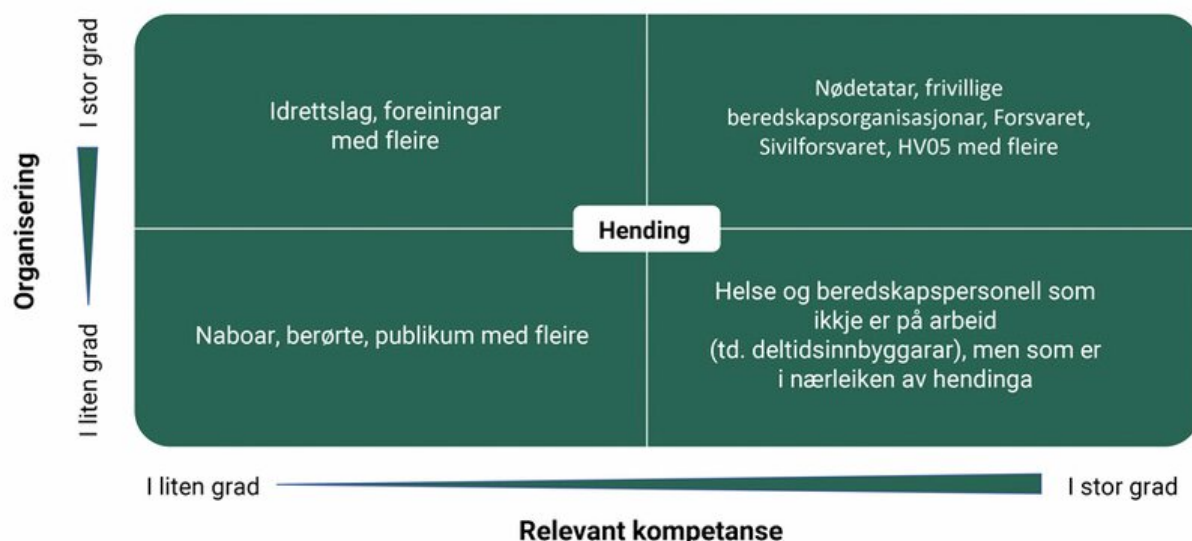 Organisering
I stor grad
I liten grad
Idrettslag, foreiningar
med fleire
Nødetatar, frivillige
beredskapsorganisasjonar, Forsvaret,
Sivilforsvaret, HV05 med fleire
Hending
Naboar, berørte, publikum med fleire
Helse og beredskapspersonell som
ikkje er på arbeid
(td. deltidsinnbyggarar), men som er
i nærleiken av hendinga
I liten grad
I stor grad
Relevant kompetanse